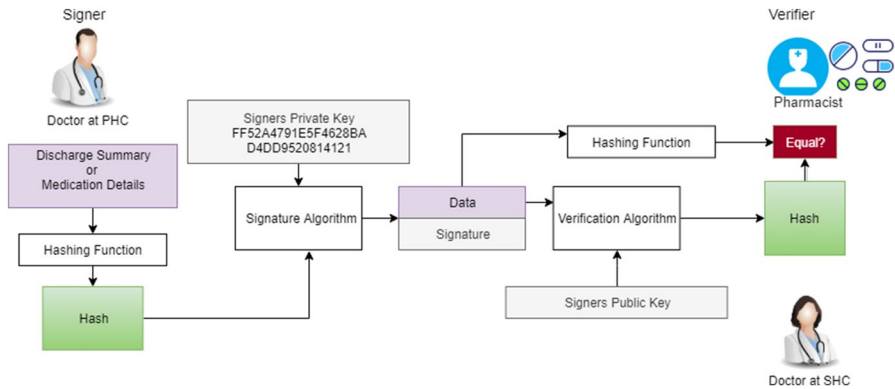 Signer
Doctor at PHC
Discharge Summary
or
Medication Details
Hashing Function
Hash
Signers Private Key
FF52A4791E5F4628BA
D4DD9520814121
Signature Algorithm
Data
Signature
Hashing Function
Verification Algorithm
Signers Public Key
Verifier
Pharmacist
Equal?
Hash
Doctor at SHC